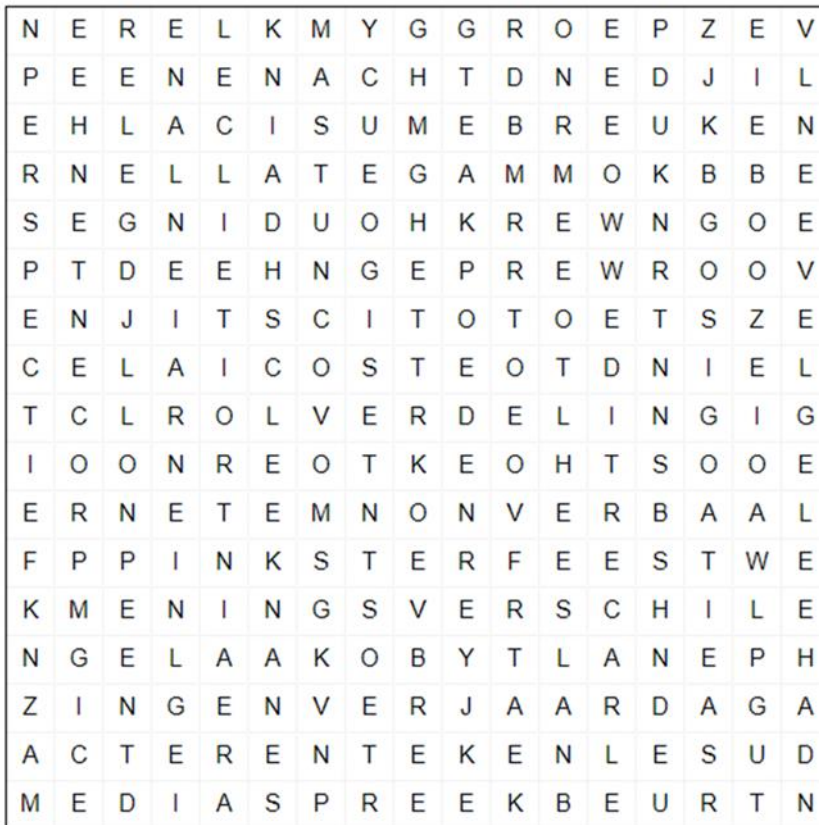 N E R E L K M Y G G R O E P Z E V
P E E N E N A C H T D N E D J I L
E H L A C I S U M E B R E U K E N
R N E L L A T E G A M M O K B B E
S E G N I D U O H K R E W N G O E
P T D E E H N G E P R E W R O O V
E N J I T S C I T O T O E T S Z E
C E L A I C O S T E O T D N I E L
T C L R O L V E R D E L I N G I G
I O O N R E O T K E O H T S O O E
E R N E T E M N O N V E R B A A L
F P P I N K S T E R F E E S T W E
K M E N I N G S V E R S C H I L E
N G E L A A K O B Y T L A N E P H
Z I N G E N V E R J A A R D A G A
A C T E R E N T E K E N L E S U D
M E D I A S P R E E K B E U R T N